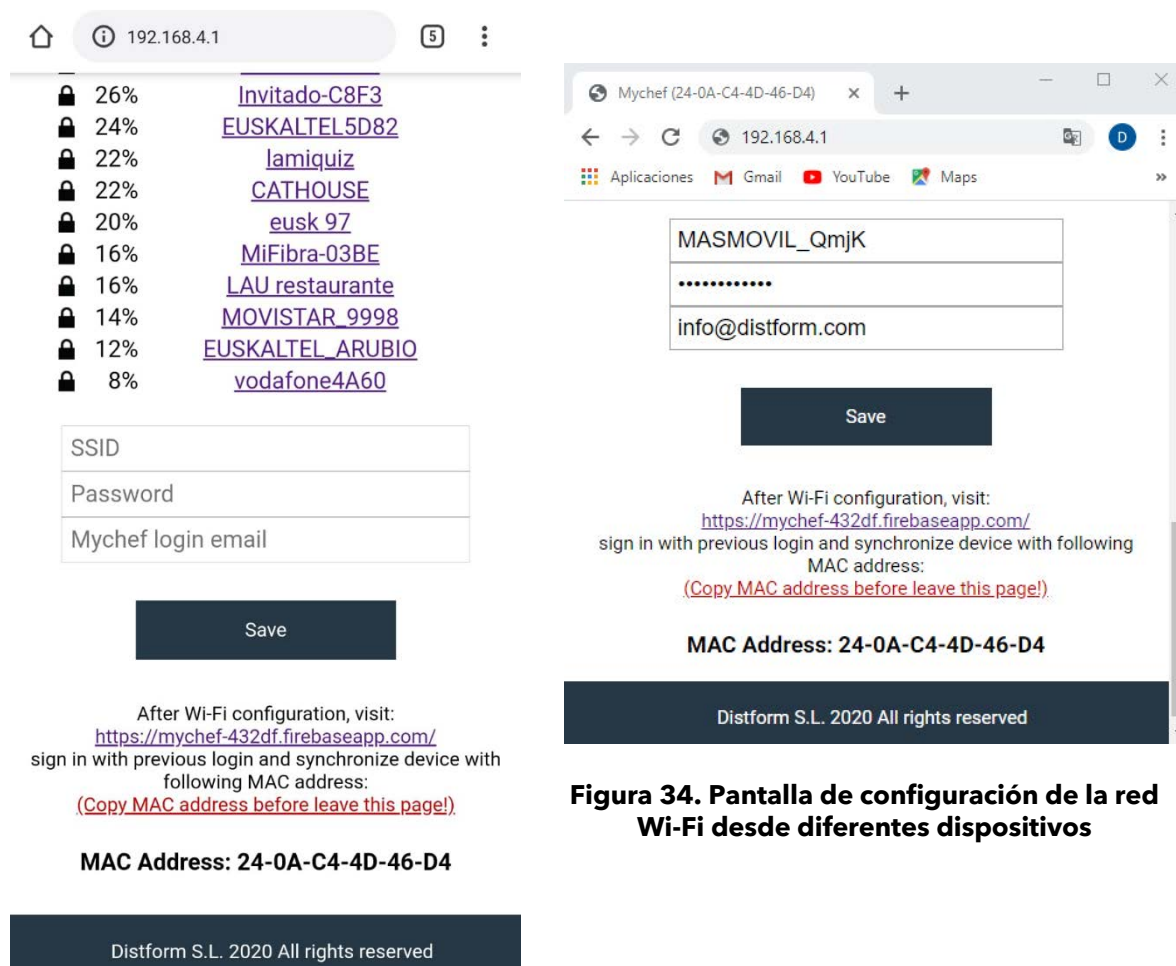 192.168.4.1
5
26% Invitado-C8F3
24% EUSKALTEL5D82
22% lamiquiz
22% CATHOUSE
20% eusk 97
16% MiFibra-03BE
16% LAU restaurante
14% MOVISTAR_9998
12% EUSKALTEL_ARUBIO
8% vodafone4A60
SSID
Password
Mychef login email
Save
After Wi-Fi configuration, visit:
https://mychef-432df.firebaseapp.com/
sign in with previous login and synchronize device with
following MAC address:
(Copy MAC address before leave this page!)
MAC Address: 24-0A-C4-4D-46-D4
Distform S.L. 2020 All rights reserved
Mychef (24-0A-C4-4D-46-D4)
192.168.4.1
D
Aplicaciones Gmail YouTube Maps »
MASMOVIL_QmjK
••••••••••••
info@distform.com
Save
After Wi-Fi configuration, visit:
https://mychef-432df.firebaseapp.com/
sign in with previous login and synchronize device with following
MAC address:
(Copy MAC address before leave this page!)
MAC Address: 24-0A-C4-4D-46-D4
Distform S.L. 2020 All rights reserved
Figura 34. Pantalla de configuración de la red
Wi-Fi desde diferentes dispositivos